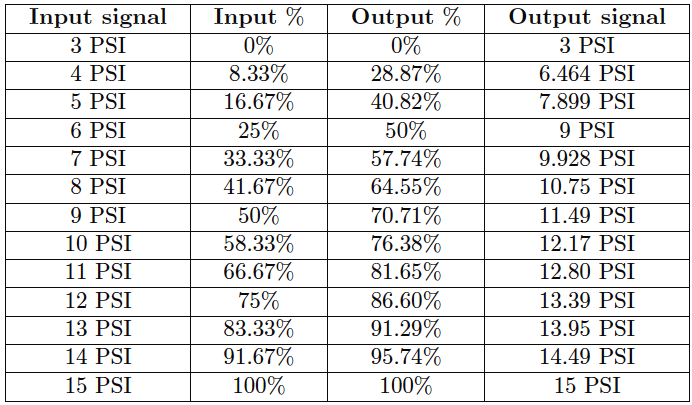 Input signal Input % Output % Output signal
3 PSI 0% 0% 3 PSI
4 PSI 8.33% 28.87% 6.464 PSI
5 PSI 16.67% 40.82% 7.899 PSI
6 PSI 25% 50% 9 PSI
7 PSI 33.33% 57.74% 9.928 PSI
8 PSI 41.67% 64.55% 10.75 PSI
9 PSI 50% 70.71% 11.49 PSI
10 PSI 58.33% 76.38% 12.17 PSI
11 PSI 66.67% 81.65% 12.80 PSI
12 PSI 75% 86.60% 13.39 PSI
13 PSI 83.33% 91.29% 13.95 PSI
14 PSI 91.67% 95.74% 14.49 PSI
15 PSI 100% 100% 15 PSI